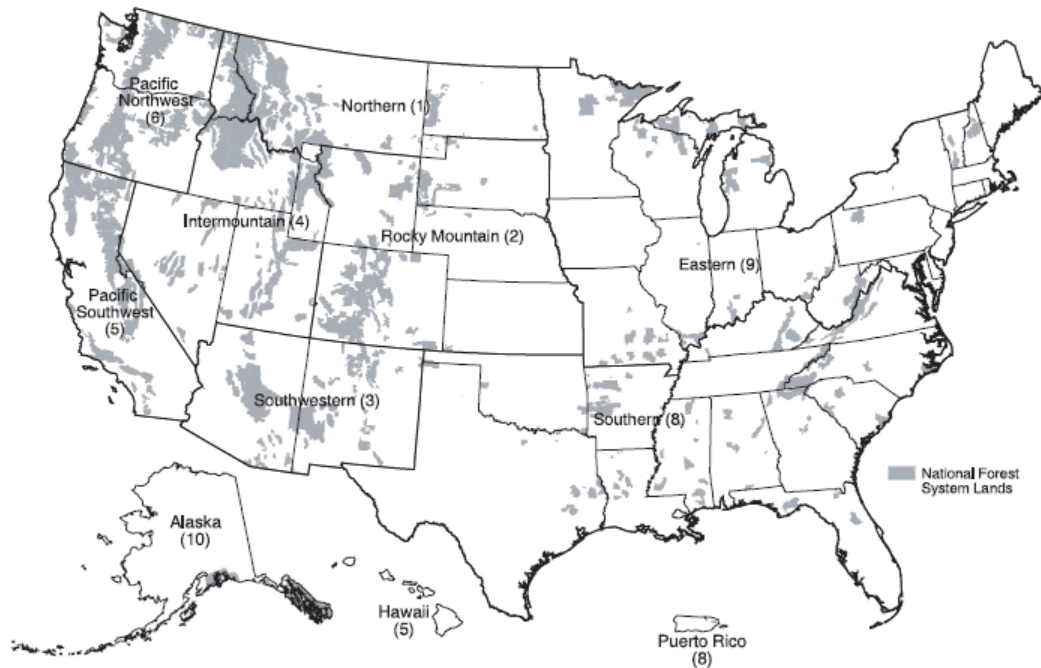 Pacific
Northwest
(6)
Northern (1)
Intermountain (4)
Rocky Mountain (2)
Eastern (9)
Pacific
Southwest
(5)
Southwestern (3)
Southern (8)
National Forest
System Lands
Alaska
(10)
Hawaii
(5)
Puerto Rico
(8)